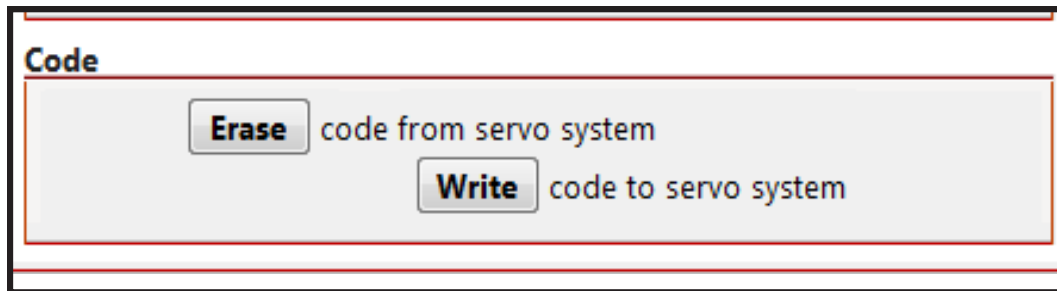 Code
Erase code from servo system
Write code to servo system